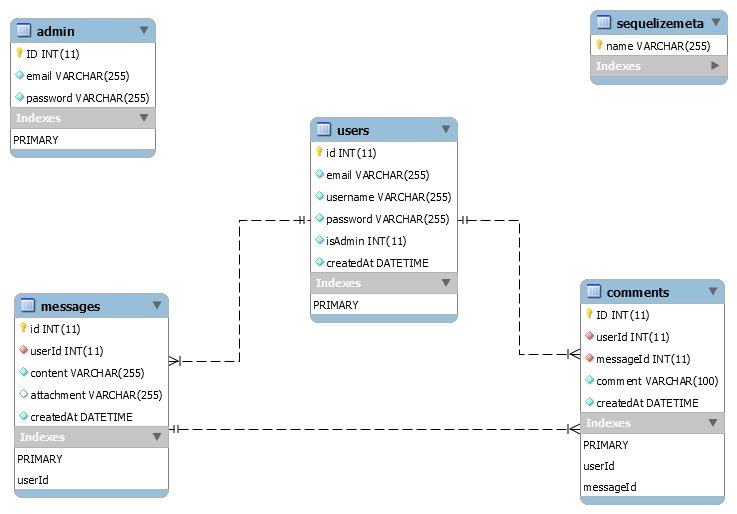 admin
ID INT(11)
email VARCHAR(255)
password VARCHAR(255)
Indexes
PRIMARY
sequelizemeta
name VARCHAR(255)
Indexes
users
id INT(11)
email VARCHAR(255)
username VARCHAR(255)
password VARCHAR(255)
isAdmin INT(11)
createdAt DATETIME
Indexes
PRIMARY
messages
id INT(11)
userId INT(11)
content VARCHAR(255)
attachment VARCHAR(255)
createdAt DATETIME
Indexes
PRIMARY
userId
comments
ID INT(11)
userId INT(11)
messageId INT(11)
comment VARCHAR(100)
createdAt DATETIME
Indexes
PRIMARY
userId
messageId